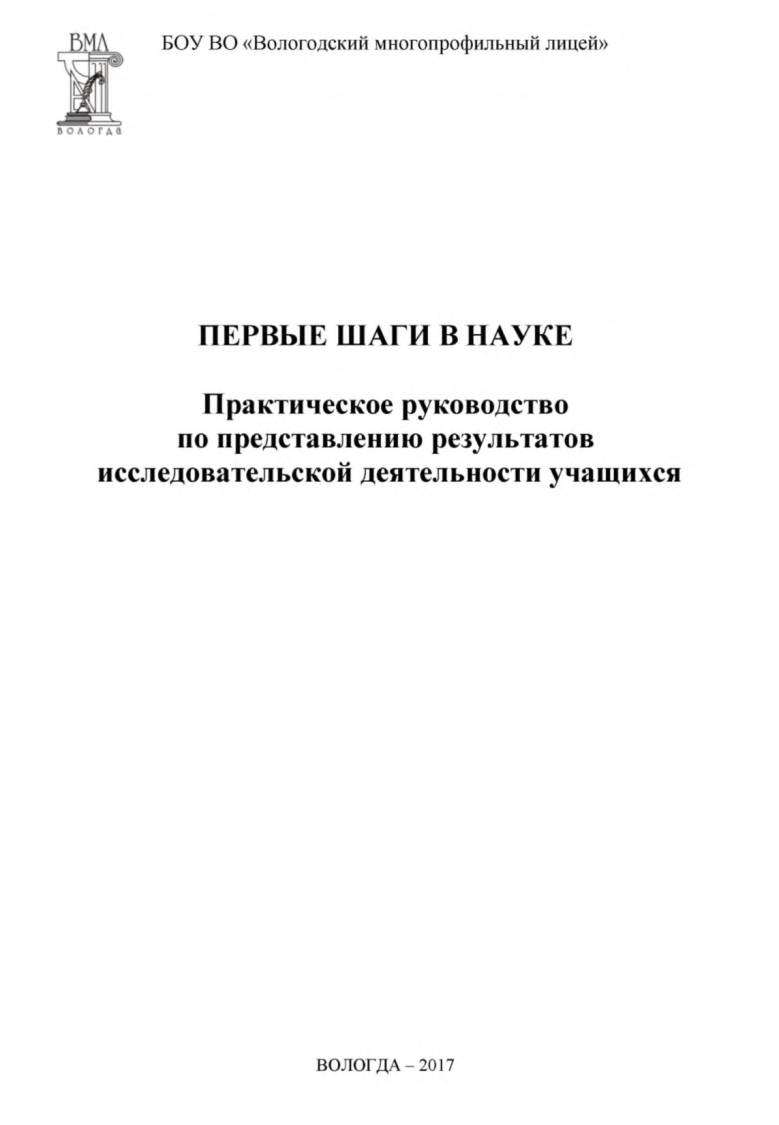 ВМЛ
ВОЛОГДА
БОУ ВО «Вологодский многопрофильный лицей»
ПЕРВЫЕ ШАГИ В НАУКЕ
Практическое руководство
по представлению результатов
исследовательской деятельности учащихся
ВОЛОГДА – 2017